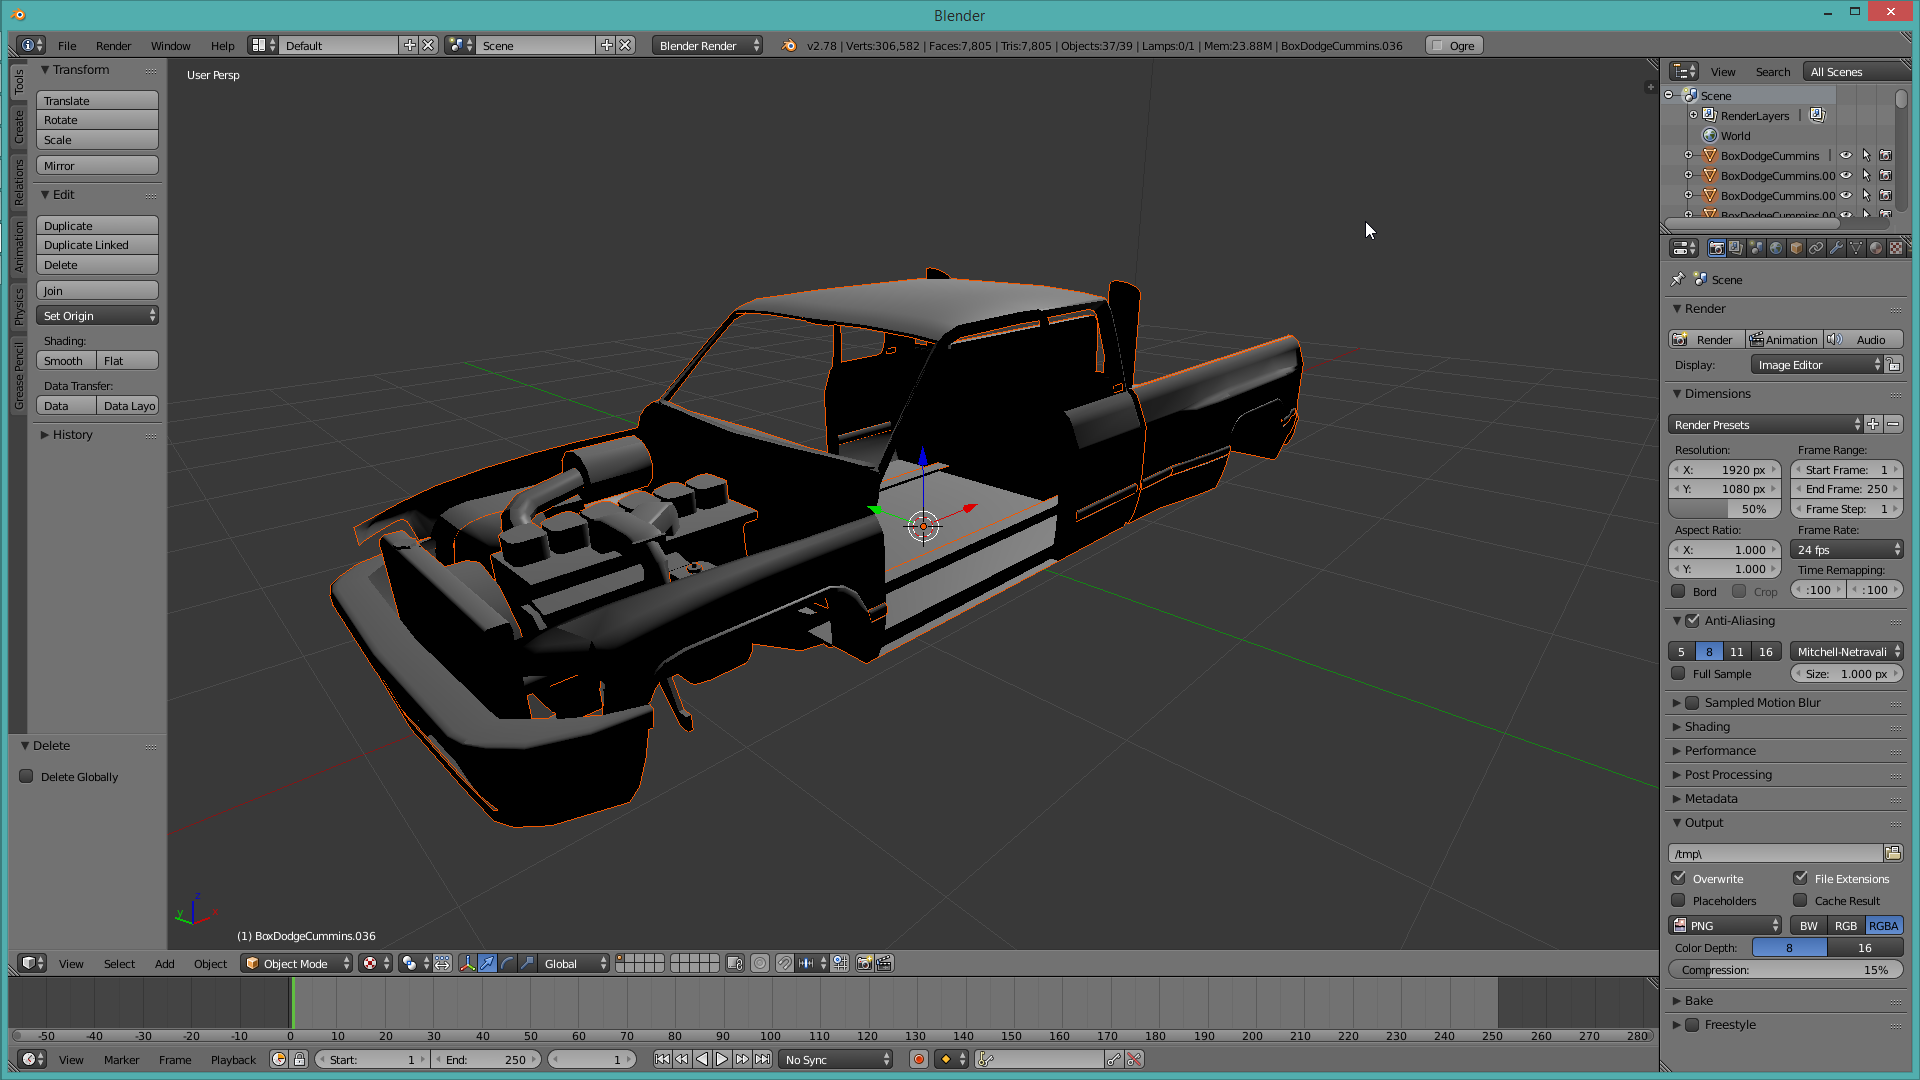 Blender
File Render Window Help Default Scene Blender Render v2.78 | Verts:306,582 | Faces:7,805 | Tris:7,805 | Objects:37/39 | Lamps:0/1 | Mem:23.88M | BoxDodgeCummins.036 Ogre
Transform
Translate
Rotate
Scale
Mirror
Edit
Duplicate
Duplicate Linked
Delete
Join
Set Origin
Shading:
Smooth Flat
Data Transfer:
Data Data Layo
History
Tools
Create
Relations
Animation
Physics
Grease Pencil
Delete
Delete Globally
User Persp
z
y
x
(1) BoxDodgeCummins.036
View Search All Scenes
Scene
RenderLayers |
World
BoxDodgeCummins |
BoxDodgeCummins.00
BoxDodgeCummins.00
BoxDodgeCummins.00
Scene
Render
Render Animation Audio
Display: Image Editor
Dimensions
Render Presets
Resolution: Frame Range:
X: 1920 px Start Frame: 1
Y: 1080 px End Frame: 250
50% Frame Step: 1
Aspect Ratio: Frame Rate:
X: 1.000 24 fps
Y: 1.000 Time Remapping:
Bord Crop :100 :100
Anti-Aliasing
5 8 11 16 Mitchell-Netravali
Full Sample Size: 1.000 px
Sampled Motion Blur
Shading
Performance
Post Processing
Metadata
Output
/tmp\
Overwrite File Extensions
Placeholders Cache Result
PNG BW RGB RGBA
Color Depth: 8 16
Compression: 15%
Bake
Freestyle
View Select Add Object Object Mode Global
-50 -40 -30 -20 -10 0 10 20 30 40 50 60 70 80 90 100 110 120 130 140 150 160 170 180 190 200 210 220 230 240 250 260 270 280
View Marker Frame Playback Start: 1 End: 250 1 No Sync